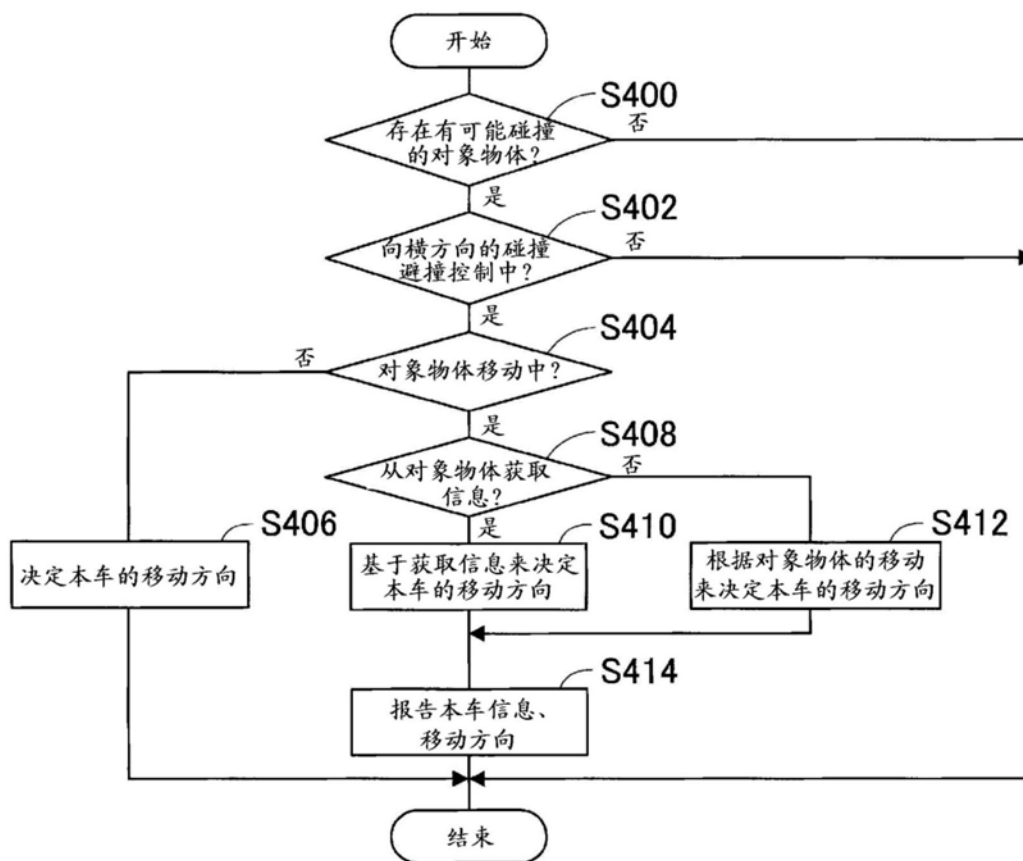 开始
S400
存在有可能碰撞
的对象物体?
否
是
S402
向横方向的碰撞
避撞控制中?
否
是
S404
否
对象物体移动中?
是
S408
从对象物体获取
信息?
否
是
S406
决定本车的移动方向
S410
基于获取信息来决定
本车的移动方向
S412
根据对象物体的移动
来决定本车的移动方向
S414
报告本车信息、
移动方向
结束